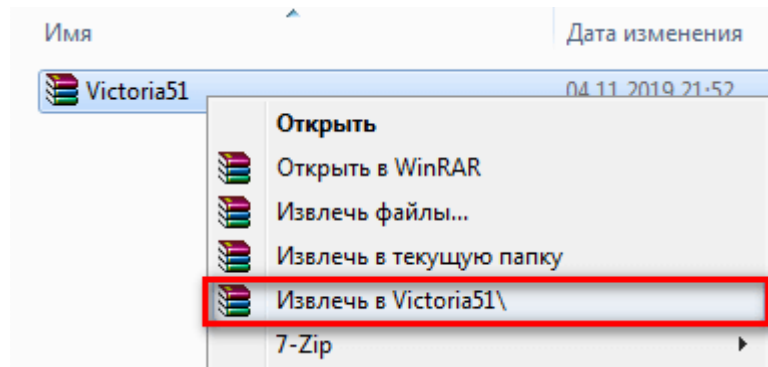 Имя Дата изменения
Victoria51 04.11.2019 21:52
Открыть
Открыть в WinRAR
Извлечь файлы...
Извлечь в текущую папку
Извлечь в Victoria51\
7-Zip